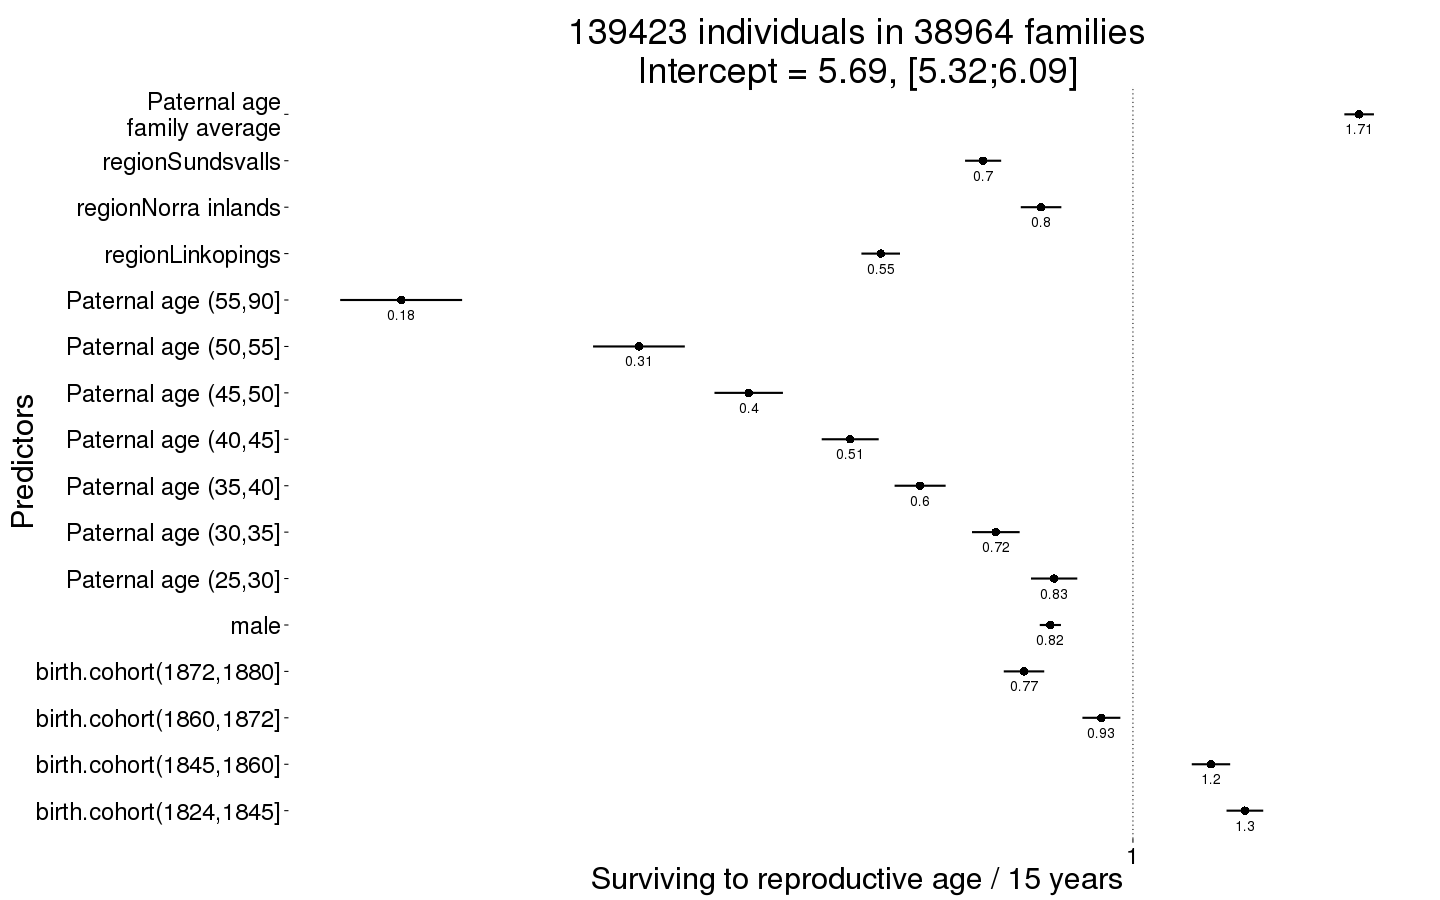 139423 individuals in 38964 families
Intercept = 5.69, [5.32;6.09]
Paternal age
family average
1.71
regionSundsvalls
0.7
regionNorra inlands
0.8
regionLinkopings
0.55
Paternal age (55,90]
0.18
Paternal age (50,55]
0.31
Paternal age (45,50]
0.4
Paternal age (40,45]
0.51
Paternal age (35,40]
0.6
Paternal age (30,35]
0.72
Paternal age (25,30]
0.83
male
0.82
birth.cohort(1872,1880]
0.77
birth.cohort(1860,1872]
0.93
birth.cohort(1845,1860]
1.2
birth.cohort(1824,1845]
1.3
Predictors
1
Surviving to reproductive age / 15 years